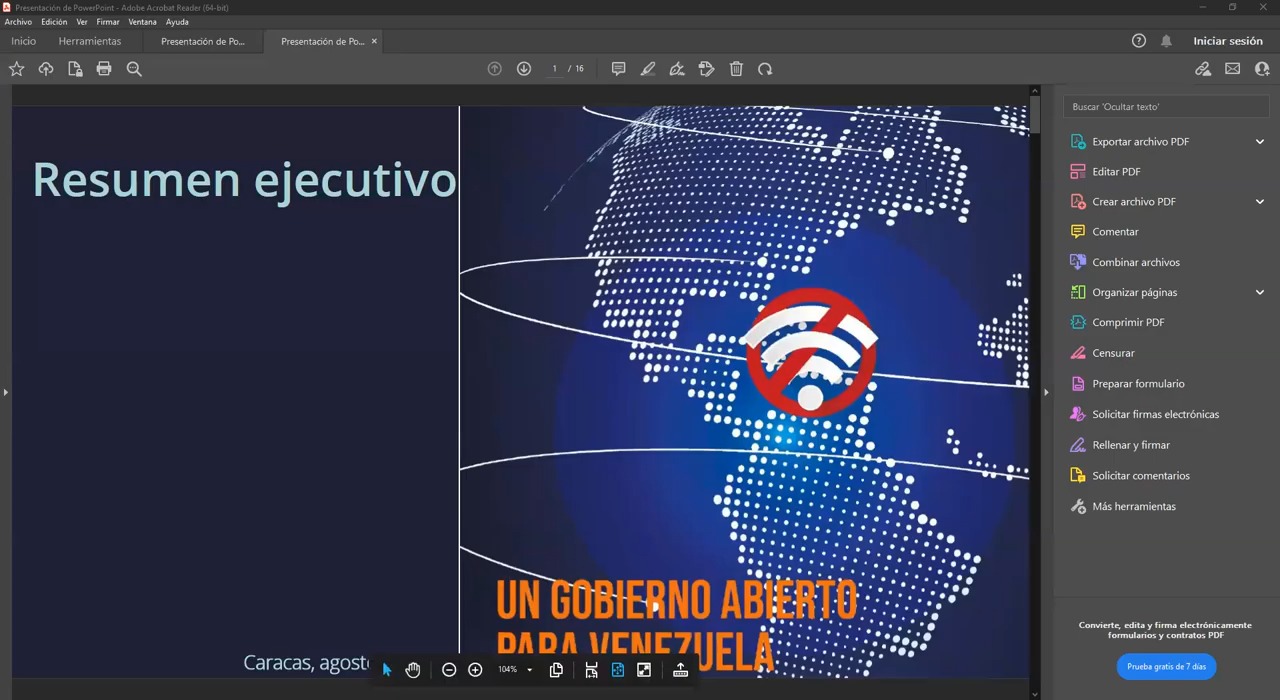 Presentación de PowerPoint - Adobe Acrobat Reader (64-bit)
Archivo Edición Ver Firmar Ventana Ayuda
Inicio Herramientas Presentación de Po... Presentación de Po... ×
Iniciar sesión
1 / 16
Buscar 'Ocultar texto'
Exportar archivo PDF
Editar PDF
Crear archivo PDF
Comentar
Combinar archivos
Organizar páginas
Comprimir PDF
Censurar
Preparar formulario
Solicitar firmas electrónicas
Rellenar y firmar
Solicitar comentarios
Más herramientas
Convierte, edita y firma electrónicamente
formularios y contratos PDF
Prueba gratis de 7 días
Resumen ejecutivo
UN GOBIERNO ABIERTO
PARA VENEZUELA
Caracas, agost
104%